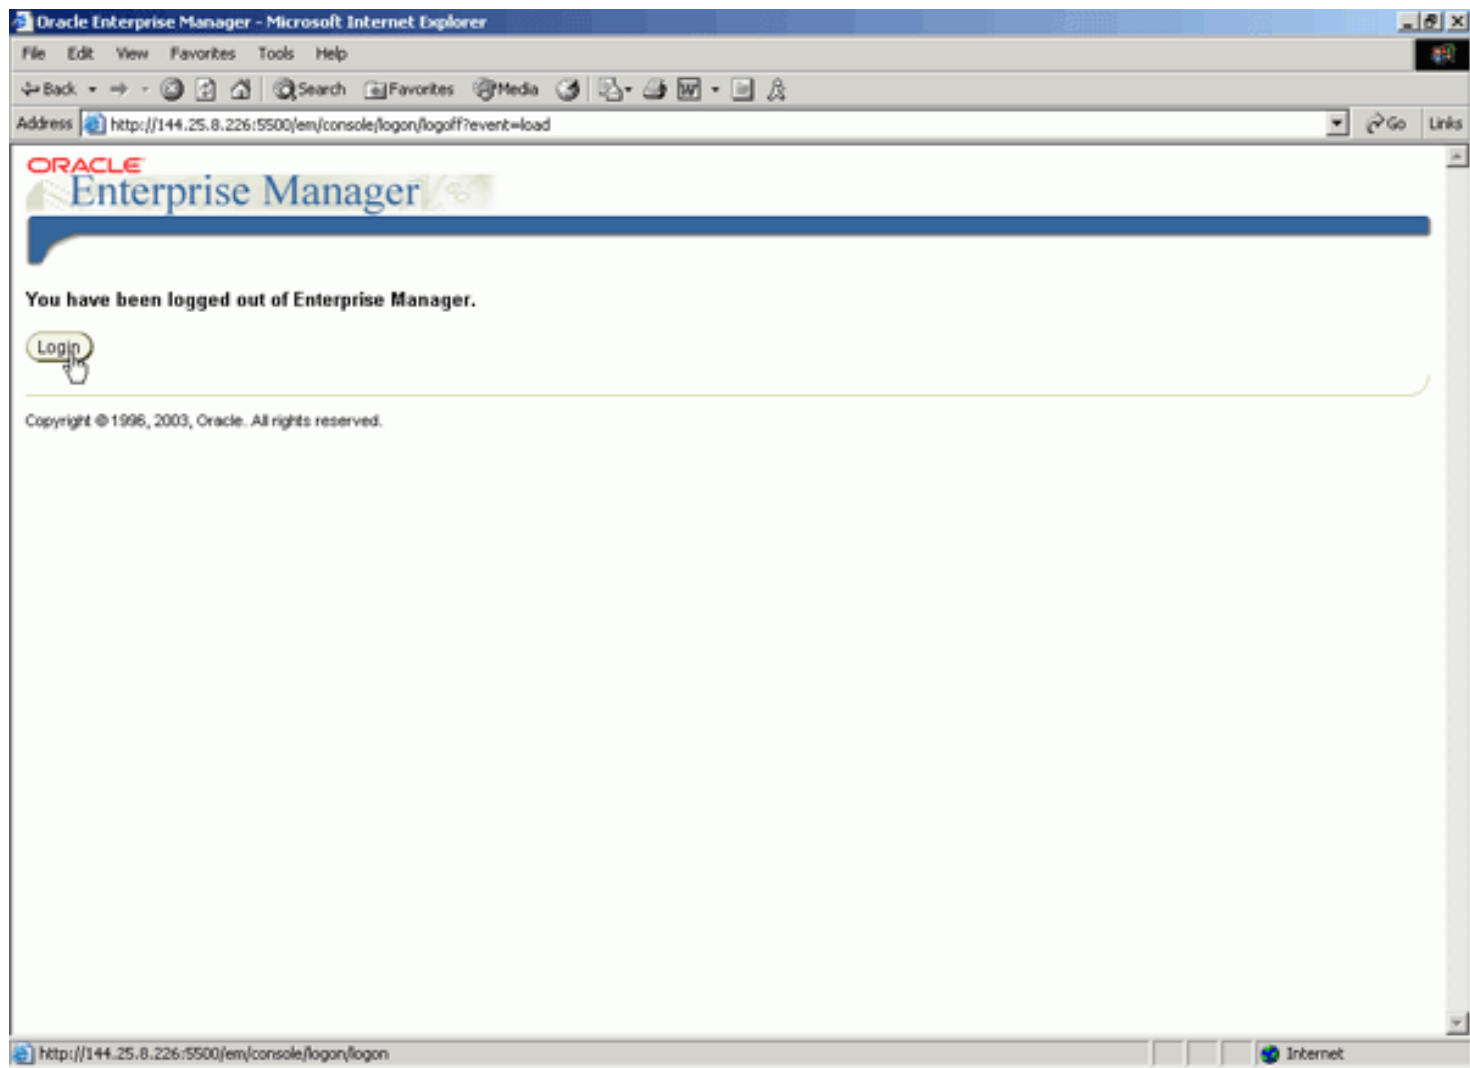 Oracle Enterprise Manager - Microsoft Internet Explorer
File Edit View Favorites Tools Help
Back Search Favorites Media
Address http://144.25.8.226:5500/em/console/logon/logoff?event=load Go Links
ORACLE
Enterprise Manager
You have been logged out of Enterprise Manager.
Login
Copyright © 1996, 2003, Oracle. All rights reserved.
http://144.25.8.226:5500/em/console/logon/logon Internet